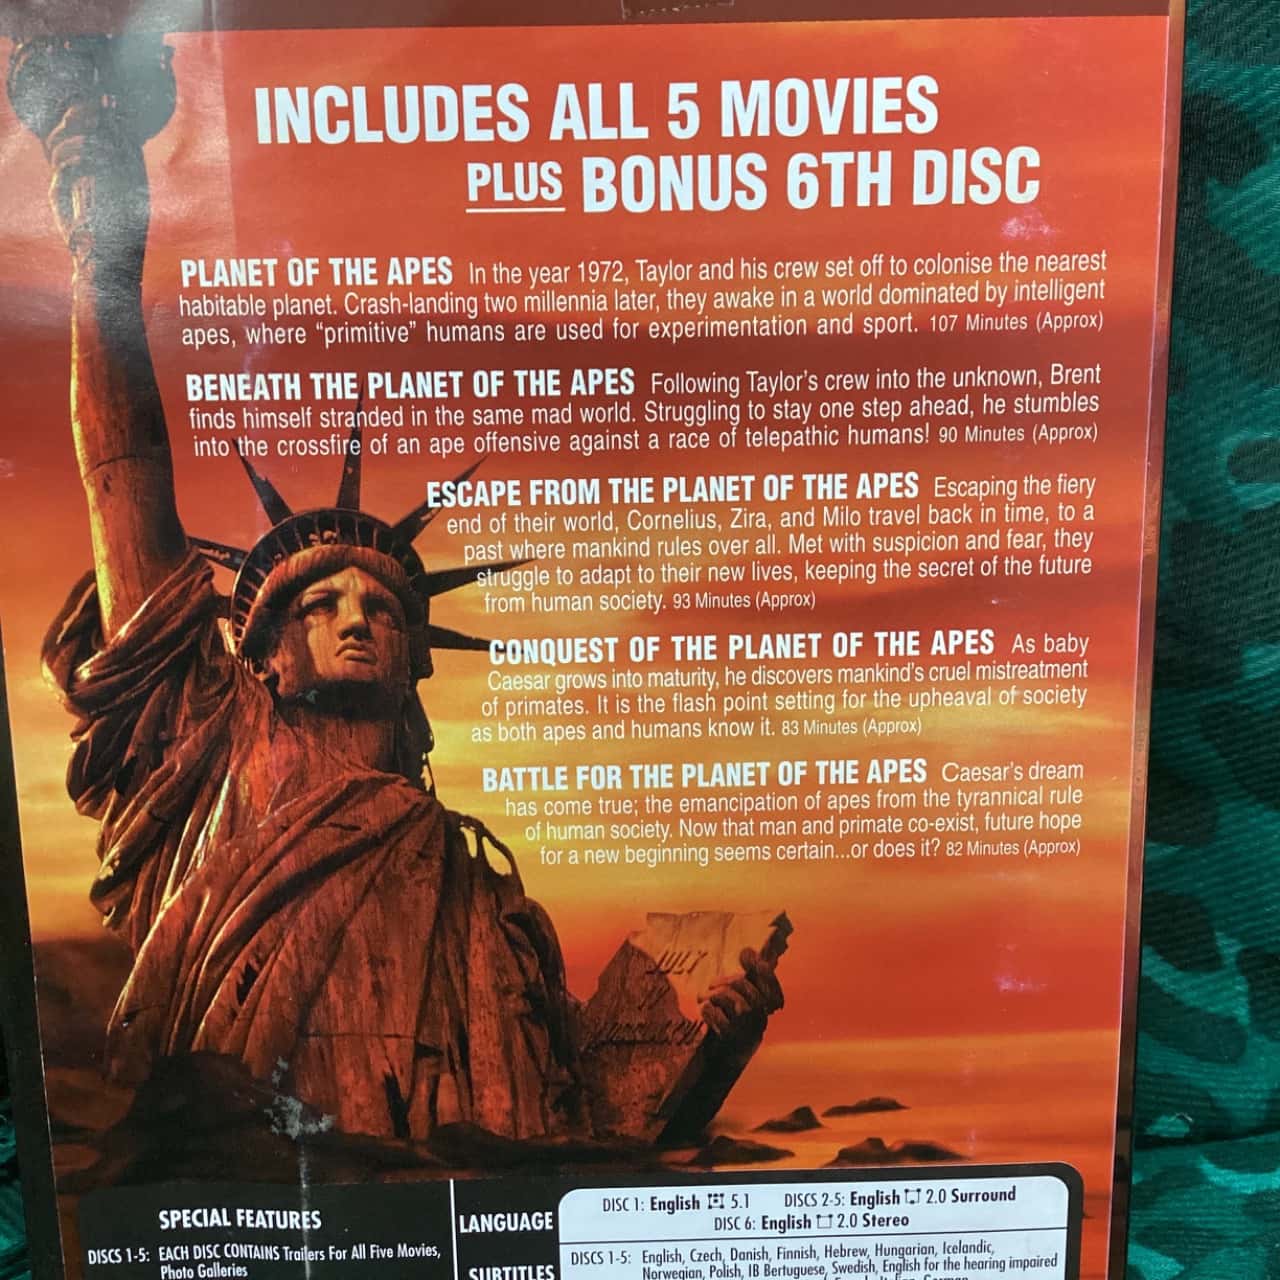 INCLUDES ALL 5 MOVIES
PLUS BONUS 6TH DISC
PLANET OF THE APES In the year 1972, Taylor and his crew set off to colonise the nearest
habitable planet. Crash-landing two millennia later, they awake in a world dominated by intelligent
apes, where “primitive” humans are used for experimentation and sport. 107 Minutes (Approx)
BENEATH THE PLANET OF THE APES Following Taylor’s crew into the unknown, Brent
finds himself stranded in the same mad world. Struggling to stay one step ahead, he stumbles
into the crossfire of an ape offensive against a race of telepathic humans! 90 Minutes (Approx)
ESCAPE FROM THE PLANET OF THE APES Escaping the fiery
end of their world, Cornelius, Zira, and Milo travel back in time, to a
past where mankind rules over all. Met with suspicion and fear, they
struggle to adapt to their new lives, keeping the secret of the future
from human society. 93 Minutes (Approx)
CONQUEST OF THE PLANET OF THE APES As baby
Caesar grows into maturity, he discovers mankind’s cruel mistreatment
of primates. It is the flash point setting for the upheaval of society
as both apes and humans know it. 83 Minutes (Approx)
BATTLE FOR THE PLANET OF THE APES Caesar’s dream
has come true; the emancipation of apes from the tyrannical rule
of human society. Now that man and primate co-exist, future hope
for a new beginning seems certain...or does it? 82 Minutes (Approx)
JULY
SPECIAL FEATURES
DISCS 1-5: EACH DISC CONTAINS Trailers For All Five Movies,
Photo Galleries
LANGUAGE
DISC 1: English 5.1 DISCS 2-5: English 2.0 Surround
DISC 6: English 2.0 Stereo
SUBTITLES
DISCS 1-5: English, Czech, Danish, Finnish, Hebrew, Hungarian, Icelandic,
Norwegian, Polish, IB Bertuguese, Swedish, English for the hearing impaired